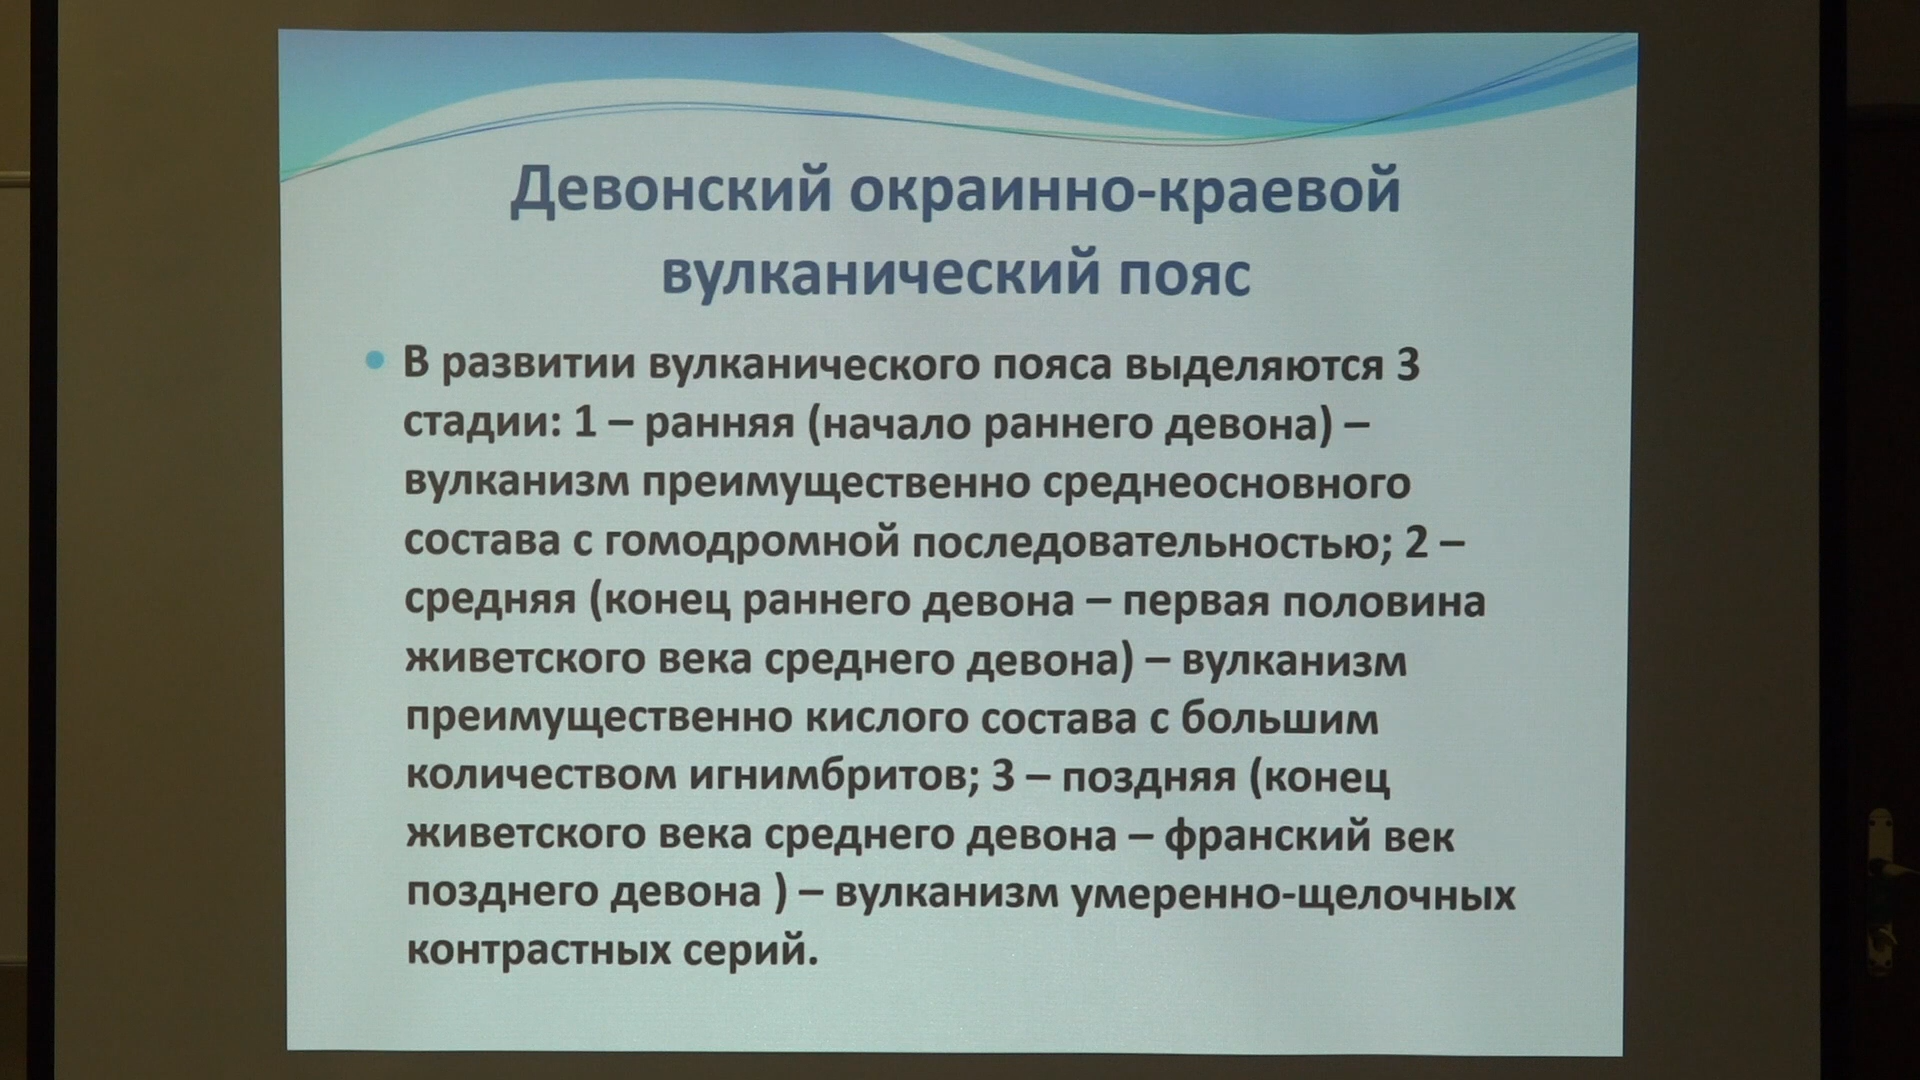 Девонский окраинно-краевой
вулканический пояс
• В развитии вулканического пояса выделяются 3
стадии: 1 – ранняя (начало раннего девона) –
вулканизм преимущественно среднеосновного
состава с гомодромной последовательностью; 2 –
средняя (конец раннего девона – первая половина
живетского века среднего девона) – вулканизм
преимущественно кислого состава с большим
количеством игнимбритов; 3 – поздняя (конец
живетского века среднего девона – франский век
позднего девона ) – вулканизм умеренно-щелочных
контрастных серий.